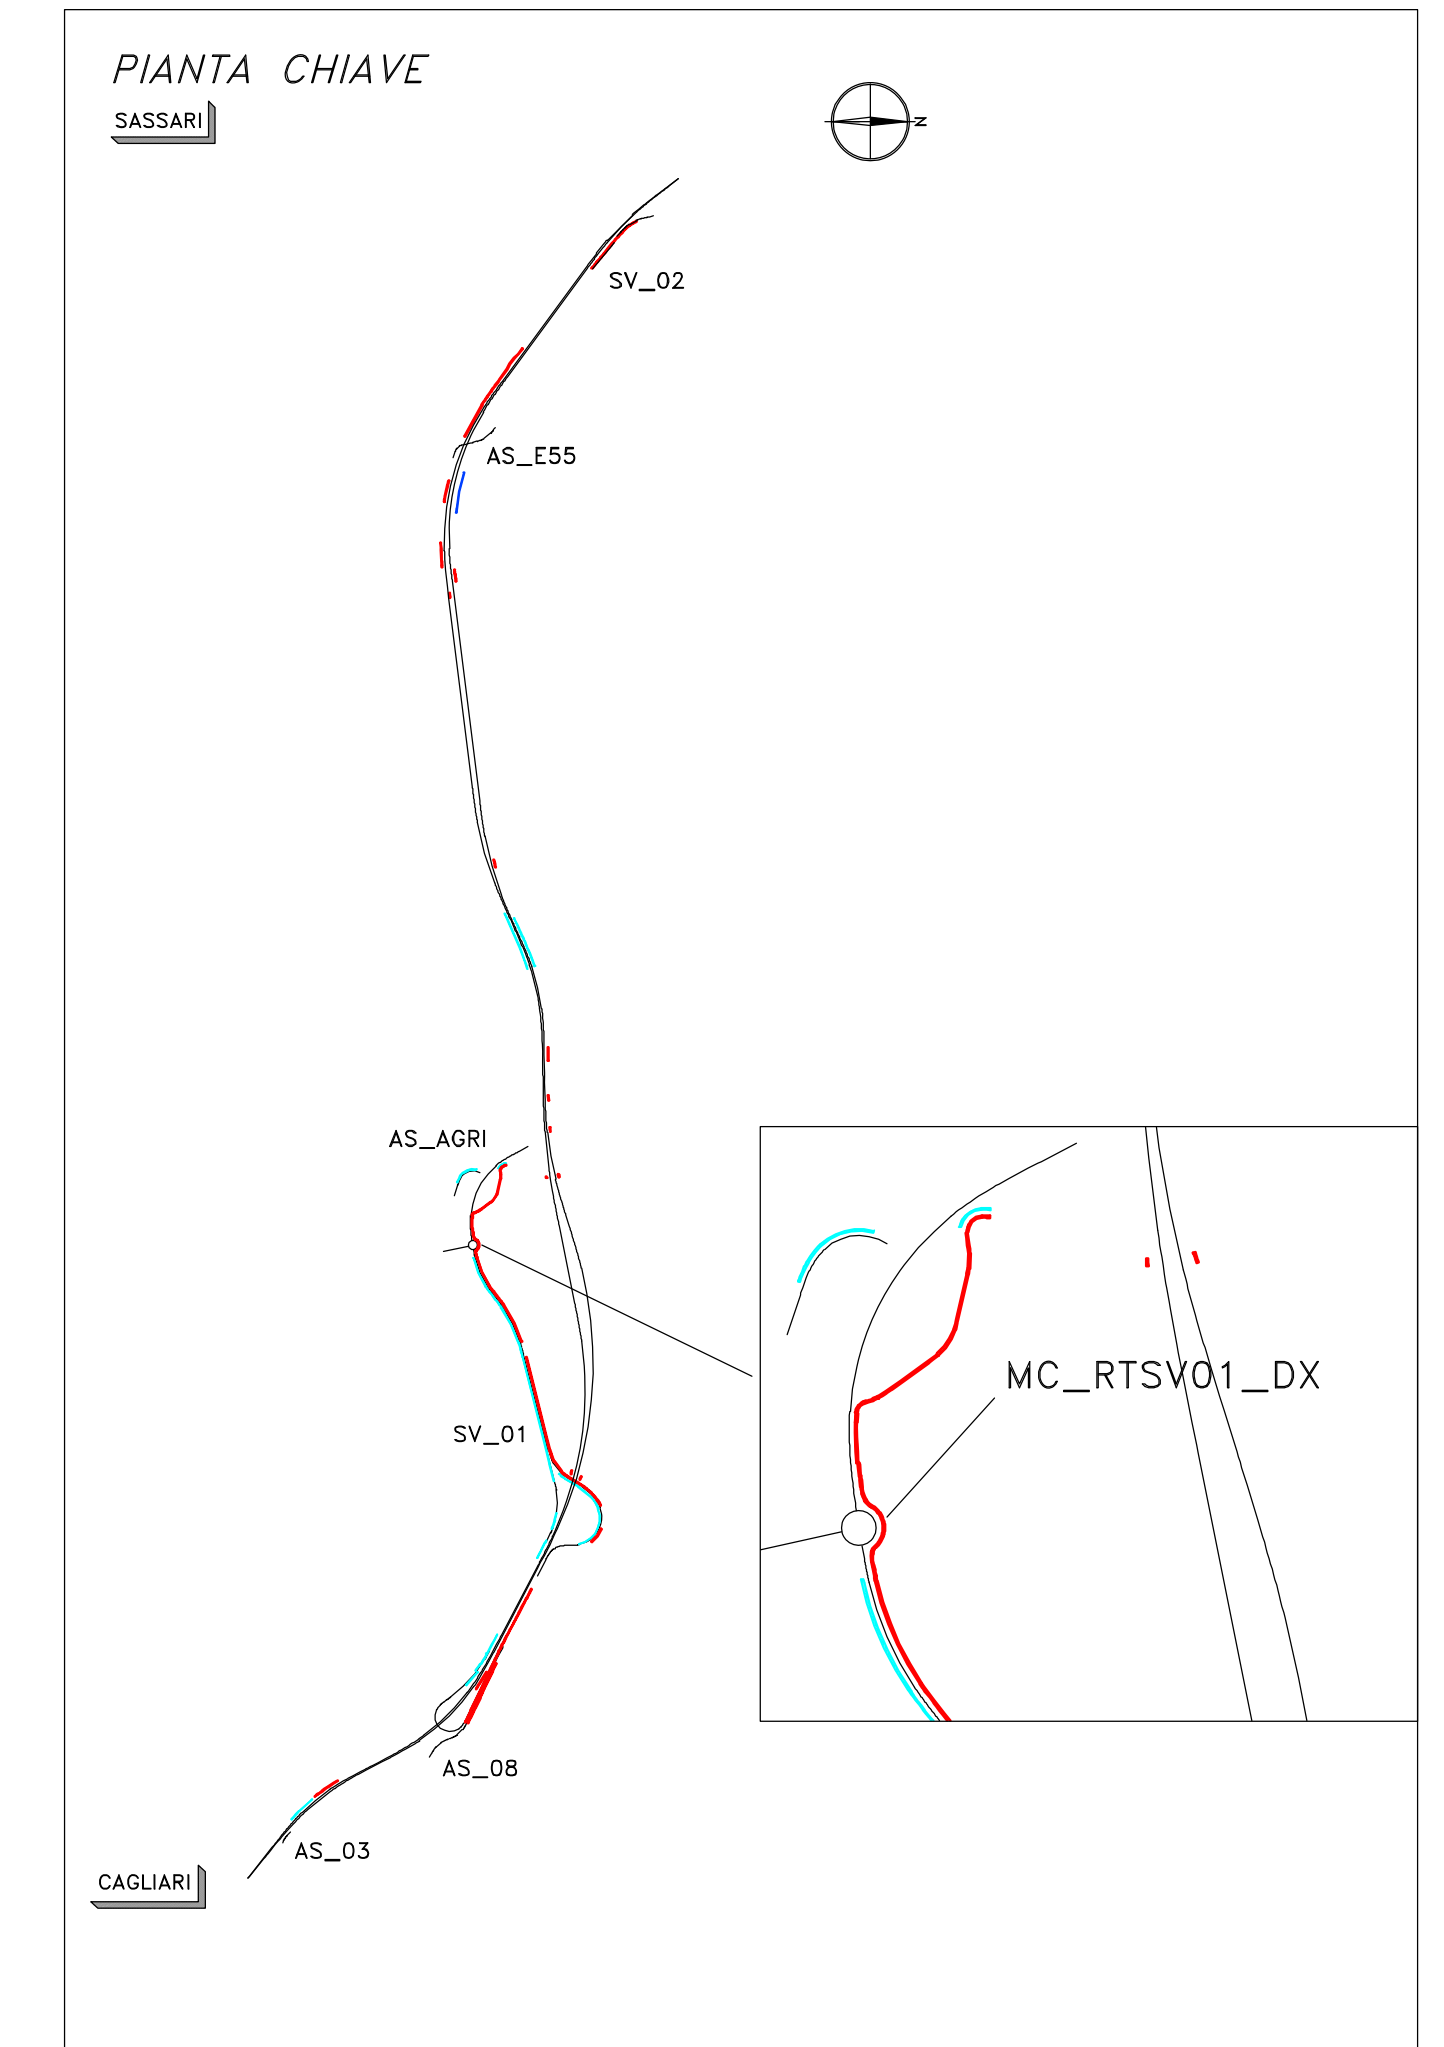 PIANTA CHIAVE
SASSARI
N
SV_02
AS_E55
AS_AGRI
MC_RTSV01_DX
SV_01
AS_08
AS_03
CAGLIARI